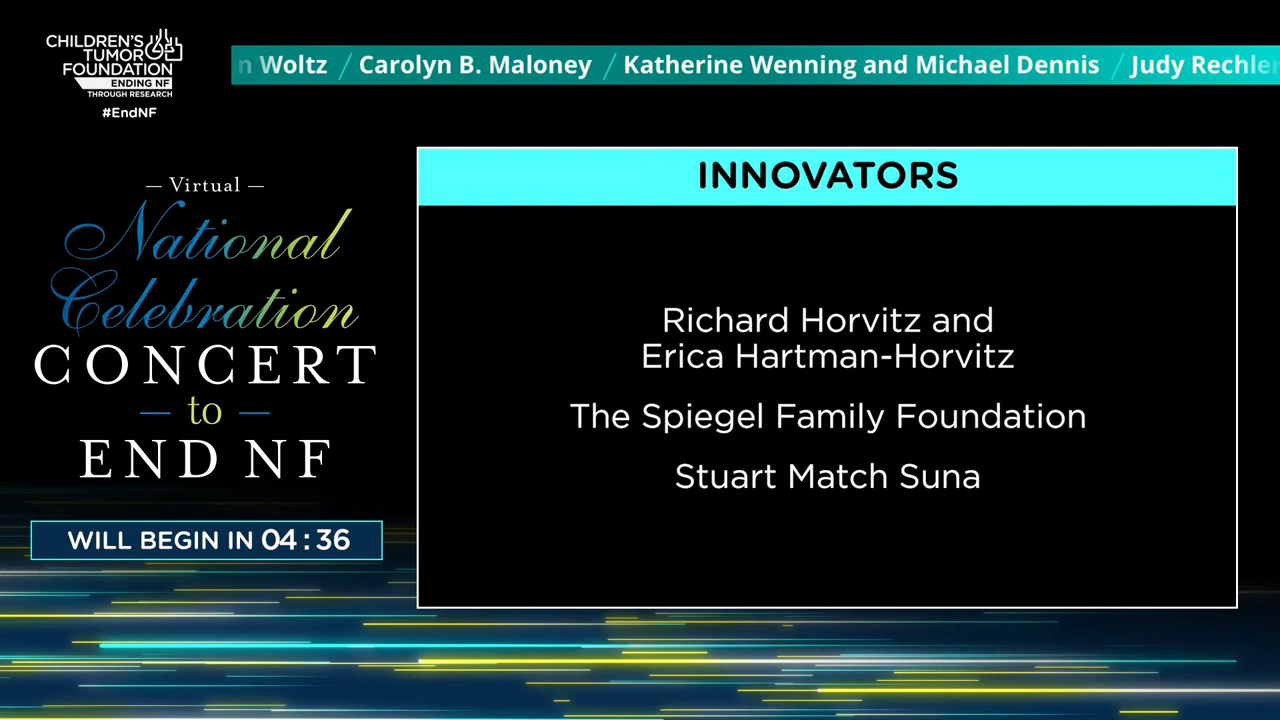 CHILDREN'S
TUMOR
FOUNDATION
ENDING NF
THROUGH RESEARCH
#EndNF
Woltz / Carolyn B. Maloney / Katherine Wenning and Michael Dennis / Judy
— Virtual —
National
Celebration
CONCERT
— to —
END NF
WILL BEGIN IN 04:36
INNOVATORS
Richard Horvitz and
Erica Hartman-Horvitz
The Spiegel Family Foundation
Stuart Match Suna